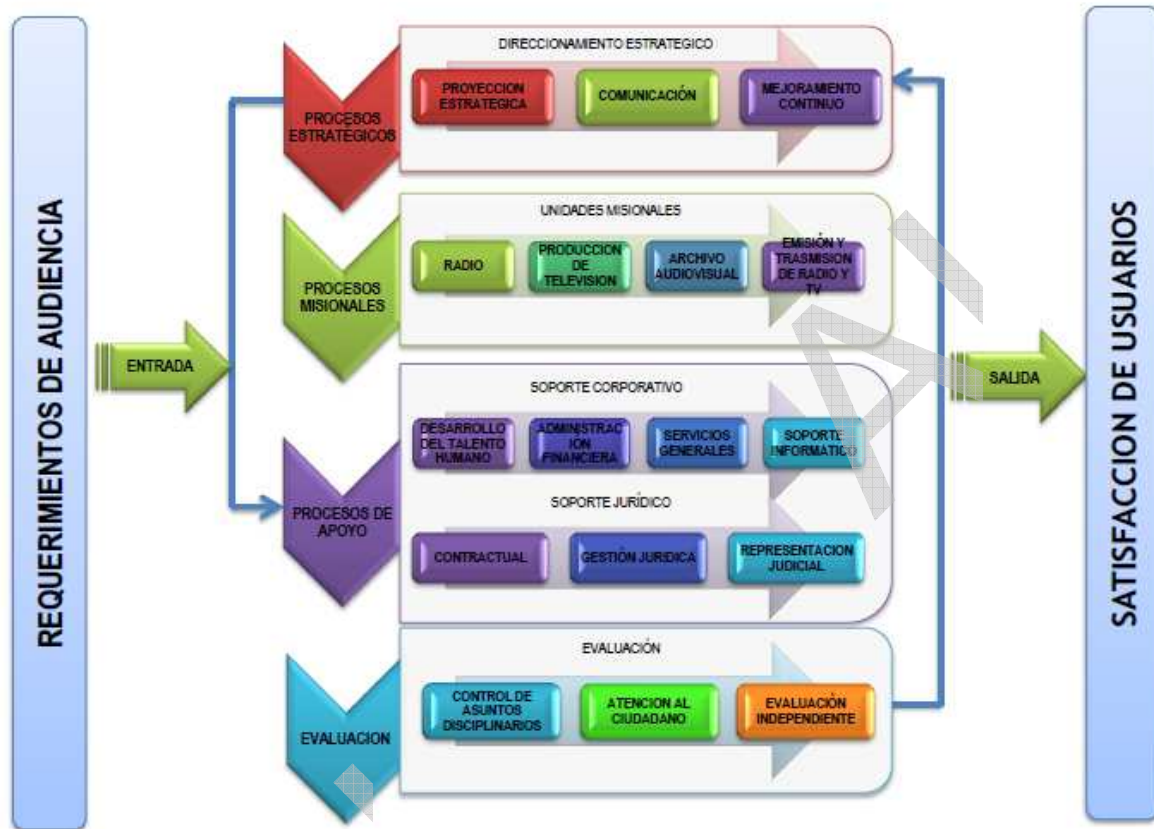 REQUERIMIENTOS DE AUDIENCIA
ENTRADA
PROCESOS
ESTRATÉGICOS
DIRECCIONAMIENTO ESTRATEGICO
PROYECCION
ESTRATEGICA
COMUNICACIÓN
MEJORAMIENTO
CONTINUO
PROCESOS
MISIONALES
UNIDADES MISIONALES
RADIO
PRODUCCION
DE
TELEVISION
ARCHIVO
AUDIOVISUAL
EMISIÓN Y
TRASMISION
DE RADIO Y
TV
PROCESOS DE
APOYO
SOPORTE CORPORATIVO
DESARROLLO
DEL TALENTO
HUMANO
ADMINISTRAC
IÓN
FINANCIERA
SERVICIOS
GENERALES
SOPORTE
INFORMÁTICO
SOPORTE JURÍDICO
CONTRACTUAL
GESTIÓN JURIDICA
REPRESENTACION
JUDICIAL
EVALUACION
EVALUACIÓN
CONTROL DE
ASUNTOS
DISCIPLINARIOS
ATENCION AL
CIUDADANO
EVALUACIÓN
INDEPENDIENTE
SALIDA
SATISFACCION DE USUARIOS